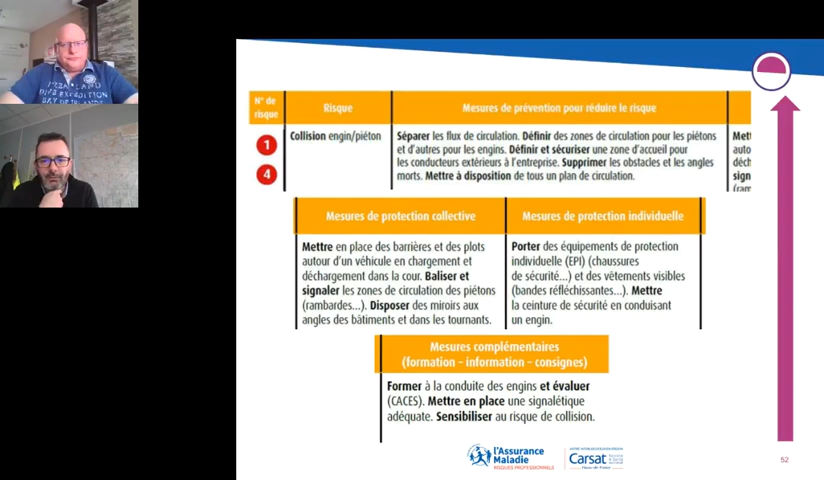 N° de
risque
Risque
Mesures de prévention pour réduire le risque
1
4
Collision engin/piéton
Séparer les flux de circulation. Définir des zones de circulation pour les piétons
et d'autres pour les engins. Définir et sécuriser une zone d'accueil pour
les conducteurs extérieurs à l'entreprise. Supprimer les obstacles et les angles
morts. Mettre à disposition de tous un plan de circulation.
Mett
auto
déch
sign
(ram
Mesures de protection collective
Mettre en place des barrières et des plots
autour d'un véhicule en chargement et
déchargement dans la cour. Baliser et
signaler les zones de circulation des piétons
(rambardes...). Disposer des miroirs aux
angles des bâtiments et dans les tournants.
Mesures de protection individuelle
Porter des équipements de protection
individuelle (EPI) (chaussures
de sécurité...) et des vêtements visibles
(bandes réfléchissantes...). Mettre
la ceinture de sécurité en conduisant
un engin.
Mesures complémentaires
(formation – information – consignes)
Former à la conduite des engins et évaluer
(CACES). Mettre en place une signalétique
adéquate. Sensibiliser au risque de collision.
l'Assurance
Maladie
RISQUES PROFESSIONNELS
Carsat
52